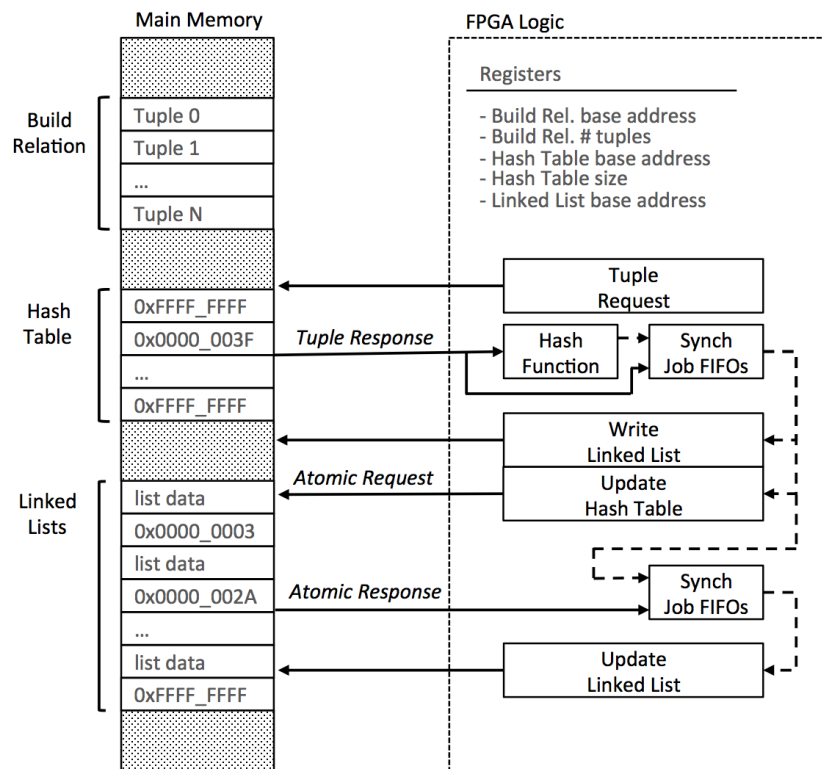 Main Memory
FPGA Logic
Build
Relation
Tuple 0
Tuple 1
...
Tuple N
Hash
Table
0xFFFF_FFFF
0x0000_003F
...
0xFFFF_FFFF
Linked
Lists
list data
0x0000_0003
list data
0x0000_002A
...
list data
0xFFFF_FFFF
Registers
- Build Rel. base address
- Build Rel. # tuples
- Hash Table base address
- Hash Table size
- Linked List base address
Tuple
Request
Tuple Response
Hash
Function
Synch
Job FIFOs
Write
Linked List
Atomic Request
Update
Hash Table
Atomic Response
Synch
Job FIFOs
Update
Linked List